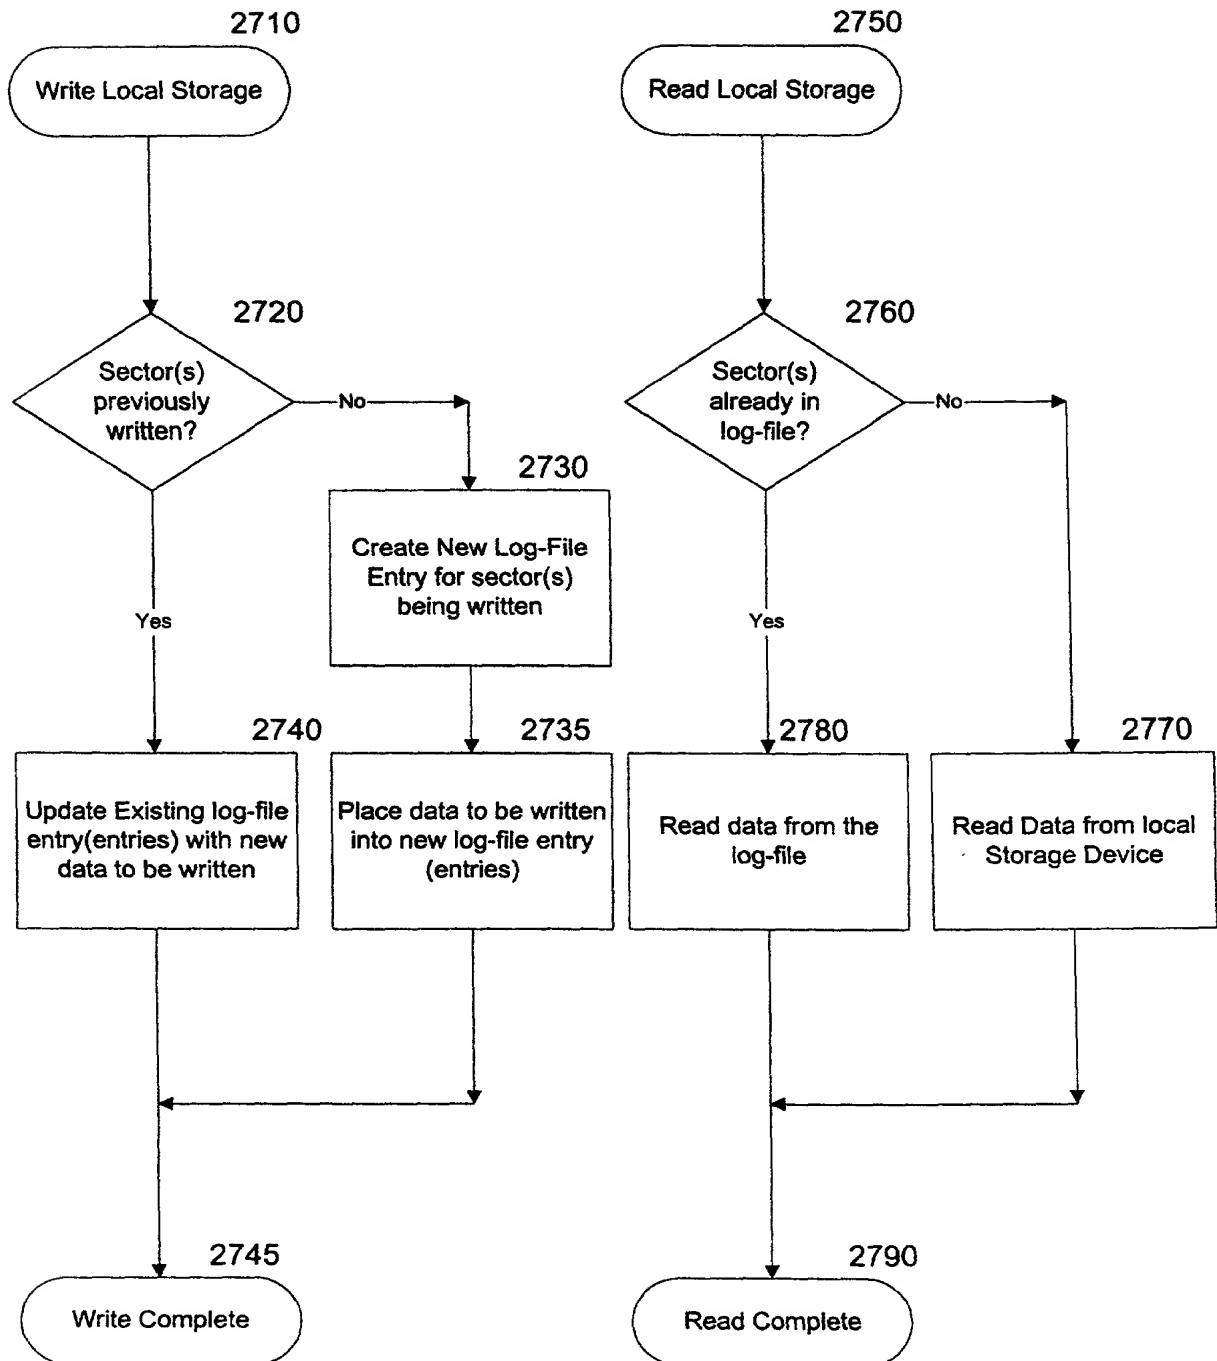 2710
Write Local Storage
2720
Sector(s)
previously
written?
No
2730
Create New Log-File
Entry for sector(s)
being written
Yes
2740
Update Existing log-file
entry(entries) with new
data to be written
2735
Place data to be written
into new log-file entry
(entries)
2745
Write Complete
2750
Read Local Storage
2760
Sector(s)
already in
log-file?
No
Yes
2780
Read data from the
log-file
2770
Read Data from local
Storage Device
2790
Read Complete